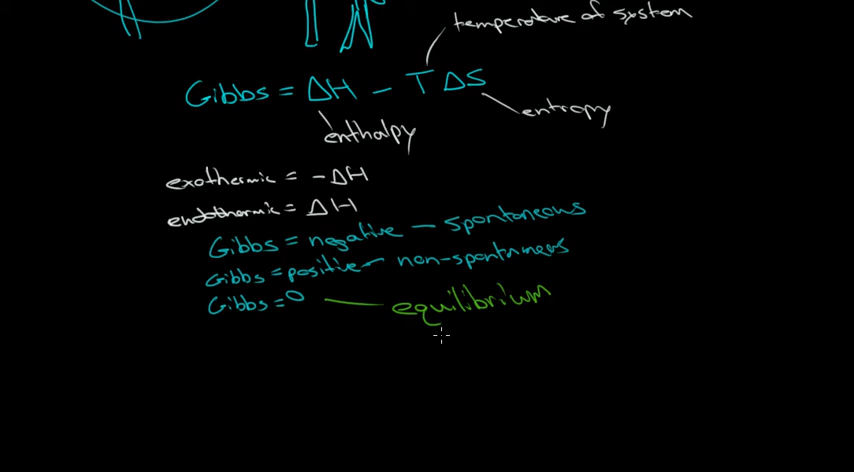 temperature of system
Gibbs = ΔH - TΔS
entropy
enthalpy
exothermic = -ΔH
endothermic = ΔH
Gibbs = negative - spontaneous
Gibbs = positive - non-spontaneous
Gibbs = 0 - equilibrium